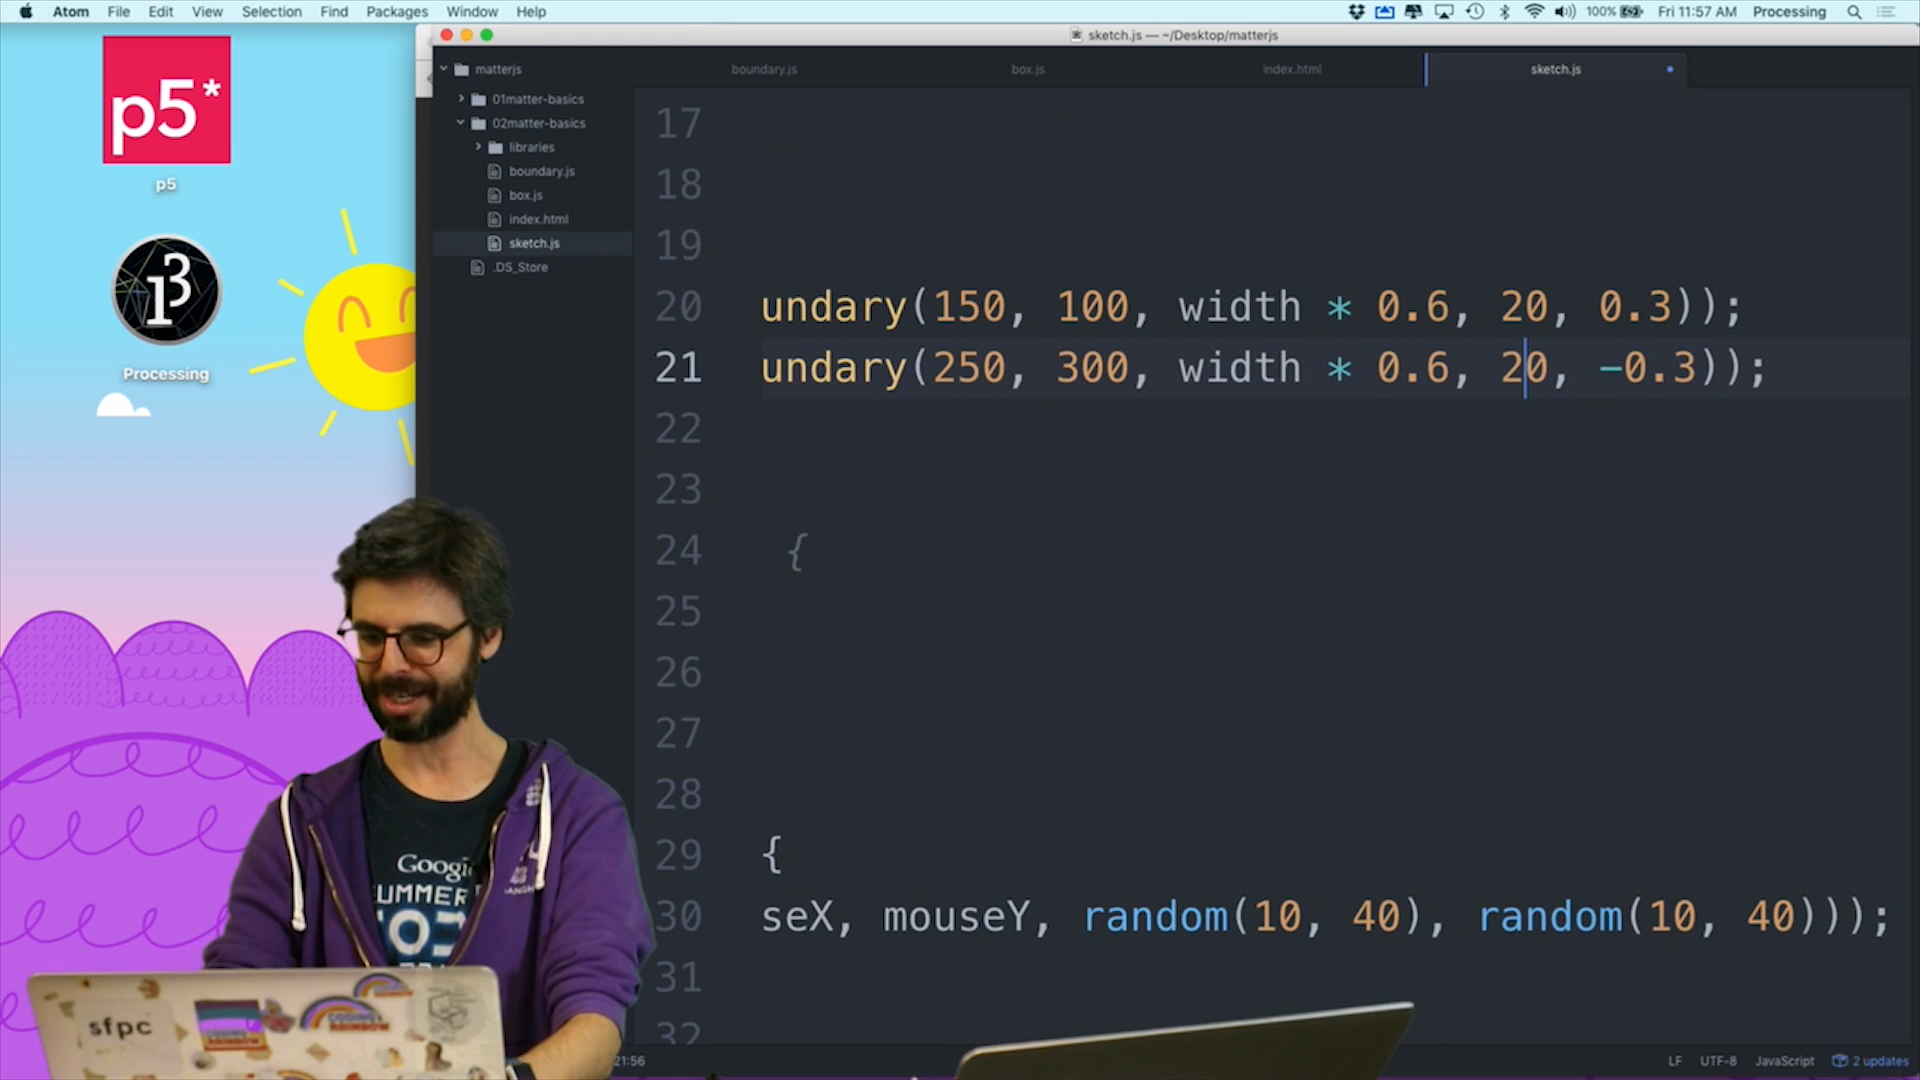 Atom File Edit View Selection Find Packages Window Help
100% Fri 11:57 AM Processing
sketch.js — ~/Desktop/matterjs
matterjs
01matter-basics
02matter-basics
libraries
boundary.js
box.js
index.html
sketch.js
.DS_Store
boundary.js box.js index.html sketch.js
p5*
p5
Processing
17
18
19
20 undary(150, 100, width * 0.6, 20, 0.3));
21 undary(250, 300, width * 0.6, 20, -0.3));
22
23
24 {
25
26
27
28
29 {
30 seX, mouseY, random(10, 40), random(10, 40)));
31
32
21:56
LF UTF-8 JavaScript 2 updates
Google
SUMMER
sfpc
CODING
RAINBOW